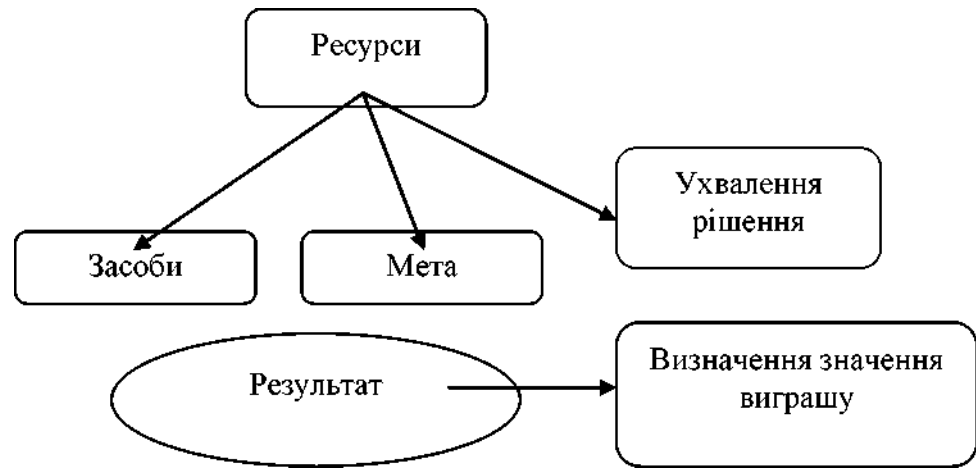 Ресурси
Ухвалення
рішення
Засоби
Мета
Результат
Визначення значення
виграшу